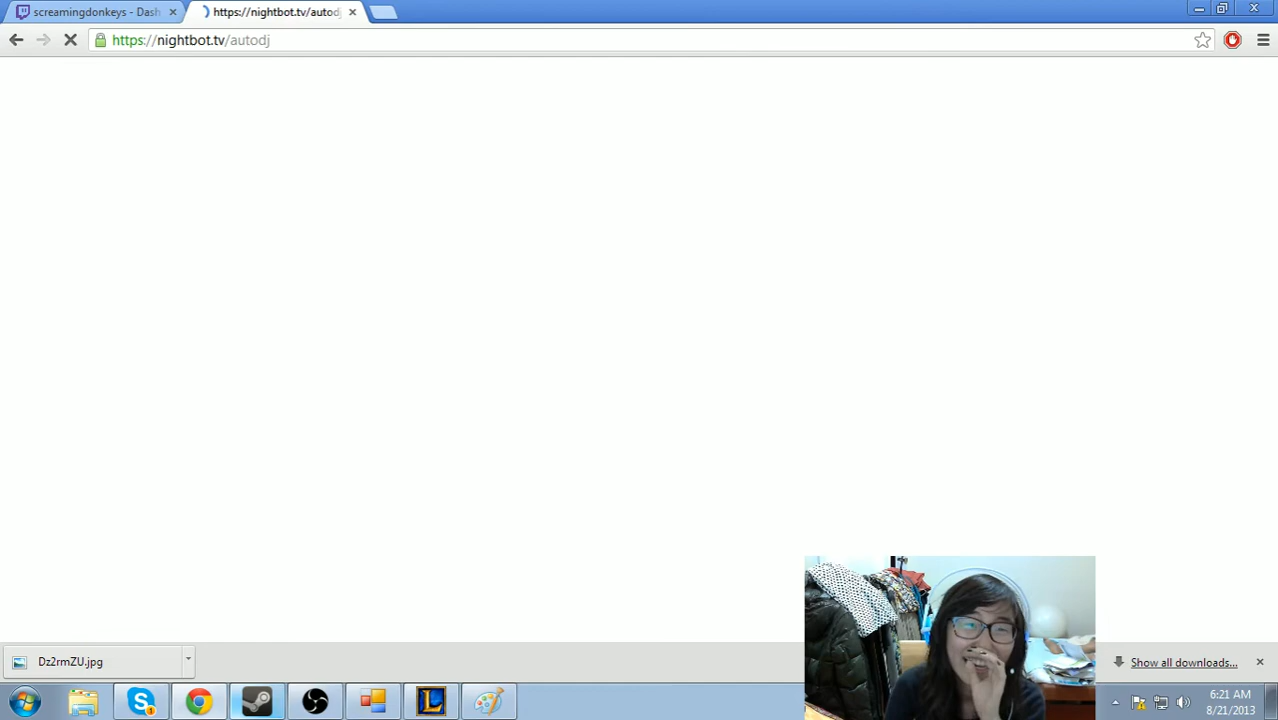 screamingdonkeys - Dash
https://nightbot.tv/autodj
https://nightbot.tv/autodj
Dz2rmZU.jpg
Show all downloads...
6:21 AM
8/21/2013